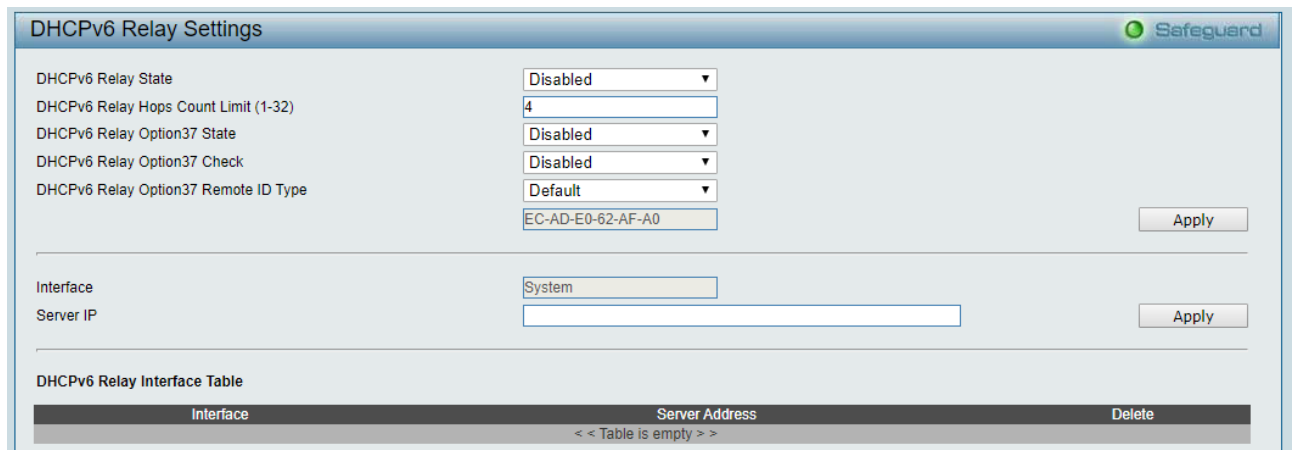 DHCPv6 Relay Settings Safeguard
DHCPv6 Relay State Disabled
DHCPv6 Relay Hops Count Limit (1-32) 4
DHCPv6 Relay Option37 State Disabled
DHCPv6 Relay Option37 Check Disabled
DHCPv6 Relay Option37 Remote ID Type Default
EC-AD-E0-62-AF-A0 Apply
Interface System
Server IP Apply
DHCPv6 Relay Interface Table
Interface Server Address Delete
< < Table is empty > >